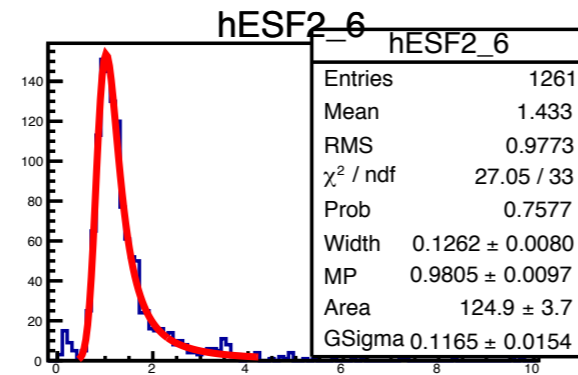 hESF2_6
hESF2_6
Entries 1261
Mean 1.433
RMS 0.9773
χ² / ndf 27.05 / 33
Prob 0.7577
Width 0.1262 ± 0.0080
MP 0.9805 ± 0.0097
Area 124.9 ± 3.7
GSigma 0.1165 ± 0.0154
140
120
100
80
60
40
20
0
0 2 4 6 8 10